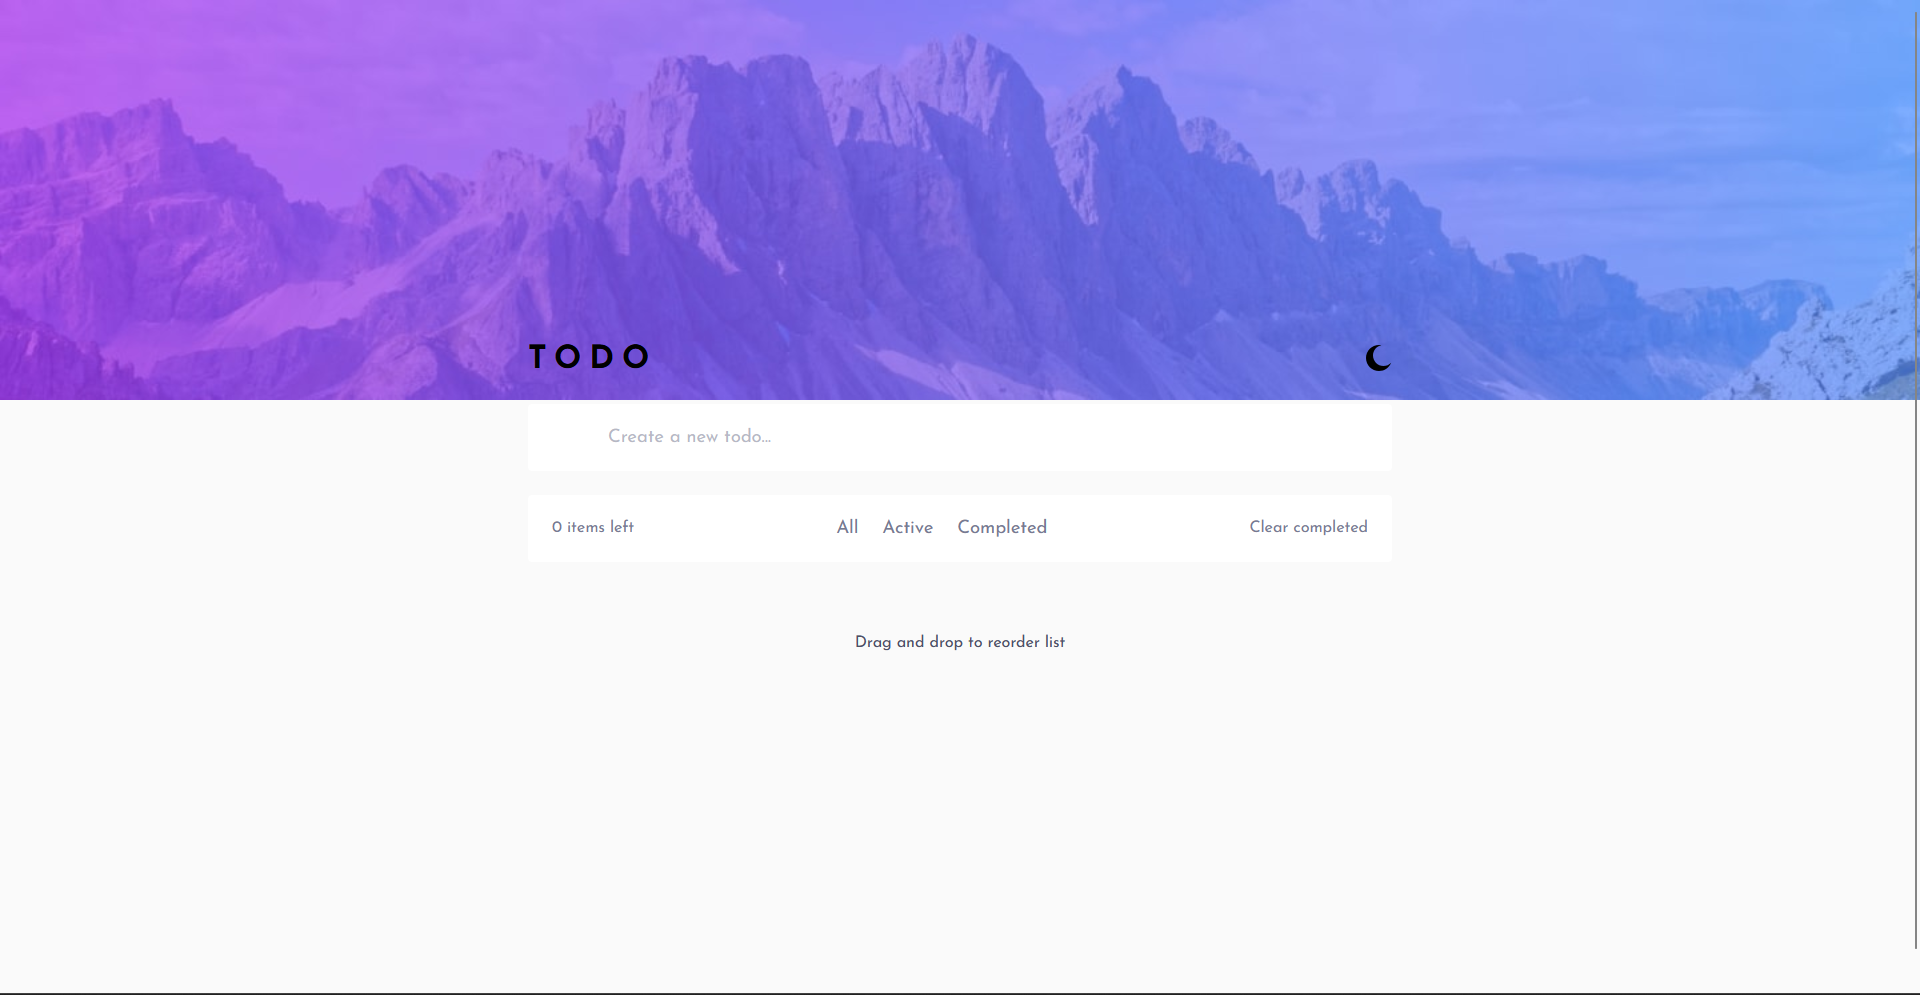 TODO
Create a new todo...
0 items left All Active Completed Clear completed
Drag and drop to reorder list